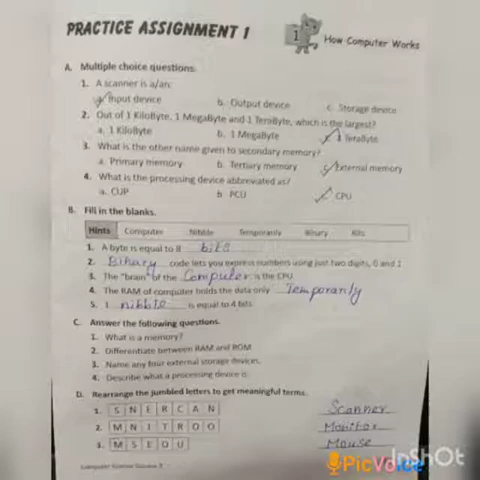 PRACTICE ASSIGNMENT 1
1
How Computer Works
A. Multiple choice questions.
1. A scanner is a/an:
a. Input device b. Output device c. Storage device
2. Out of 1 KiloByte, 1 MegaByte and 1 TeraByte, which is the largest?
a. 1 KiloByte b. 1 MegaByte c. 1 TeraByte
3. What is the other name given to secondary memory?
a. Primary memory b. Tertiary memory c. External memory
4. What is the processing device abbreviated as?
a. CUP b PCU c. CPU
B. Fill in the blanks.
Hints Computer Nibble Temporarily Binary Bits
1. A byte is equal to 8 bits
2. Bihary code lets you express numbers using just two digits, 0 and 1
3. The "brain" of the Computer is the CPU.
4. The RAM of computer holds the data only Temporarily
5. 1 nibble is equal to 4 bits.
C. Answer the following questions.
1. What is a memory?
2. Differentiate between RAM and ROM
3. Name any four external storage devices.
4. Describe what a processing device is.
D. Rearrange the jumbled letters to get meaningful terms.
1. S N E R C A N Scanner
2. M N I T R O O Monitor
3. M S E O U Mouse
Computer Science Success 3
InShOt
PicVoice